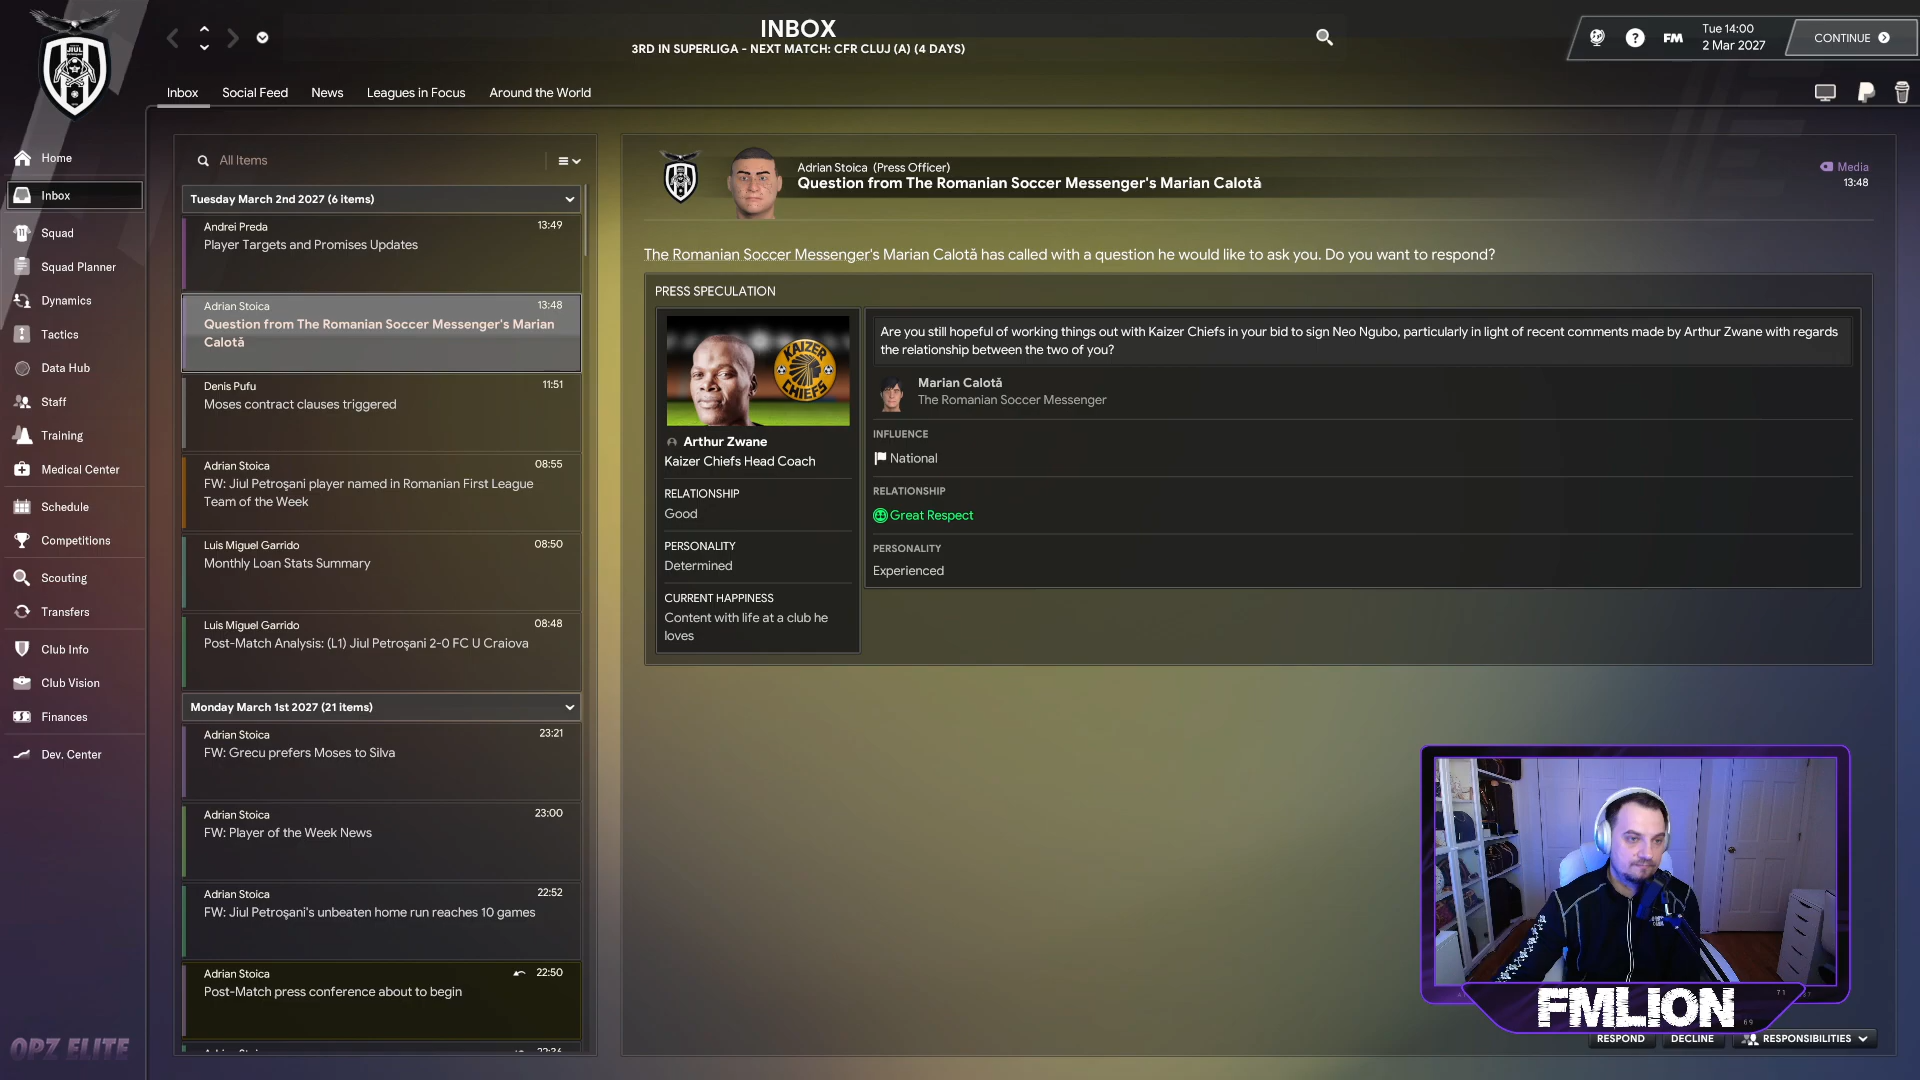 INBOX
3RD IN SUPERLIGA - NEXT MATCH: CFR CLUJ (A) (4 DAYS)
FM
Tue 14:00
2 Mar 2027
CONTINUE
Inbox
Social Feed
News
Leagues in Focus
Around the World
Home
Inbox
Squad
Squad Planner
Dynamics
Tactics
Data Hub
Staff
Training
Medical Center
Schedule
Competitions
Scouting
Transfers
Club Info
Club Vision
Finances
Dev. Center
OPZ ELITE
All Items
Tuesday March 2nd 2027 (6 items)
Andrei Preda
13:49
Player Targets and Promises Updates
Adrian Stoica
13:48
Question from The Romanian Soccer Messenger's Marian
Calotă
Denis Pufu
11:51
Moses contract clauses triggered
Adrian Stoica
08:55
FW: Jiul Petroşani player named in Romanian First League
Team of the Week
Luis Miguel Garrido
08:50
Monthly Loan Stats Summary
Luis Miguel Garrido
08:48
Post-Match Analysis: (L1) Jiul Petroşani 2-0 FC U Craiova
Monday March 1st 2027 (21 items)
Adrian Stoica
23:21
FW: Grecu prefers Moses to Silva
Adrian Stoica
23:00
FW: Player of the Week News
Adrian Stoica
22:52
FW: Jiul Petroşani's unbeaten home run reaches 10 games
Adrian Stoica
22:50
Post-Match press conference about to begin
Adrian Stoica (Press Officer)
Question from The Romanian Soccer Messenger's Marian Calotă
Media
13:48
The Romanian Soccer Messenger's Marian Calotă has called with a question he would like to ask you. Do you want to respond?
PRESS SPECULATION
KAIZER
CHIEFS
Arthur Zwane
Kaizer Chiefs Head Coach
RELATIONSHIP
Good
PERSONALITY
Determined
CURRENT HAPPINESS
Content with life at a club he
loves
Are you still hopeful of working things out with Kaizer Chiefs in your bid to sign Neo Ngubo, particularly in light of recent comments made by Arthur Zwane with regards
the relationship between the two of you?
Marian Calotă
The Romanian Soccer Messenger
INFLUENCE
National
RELATIONSHIP
Great Respect
PERSONALITY
Experienced
FMLION
RESPOND
DECLINE
RESPONSIBILITIES